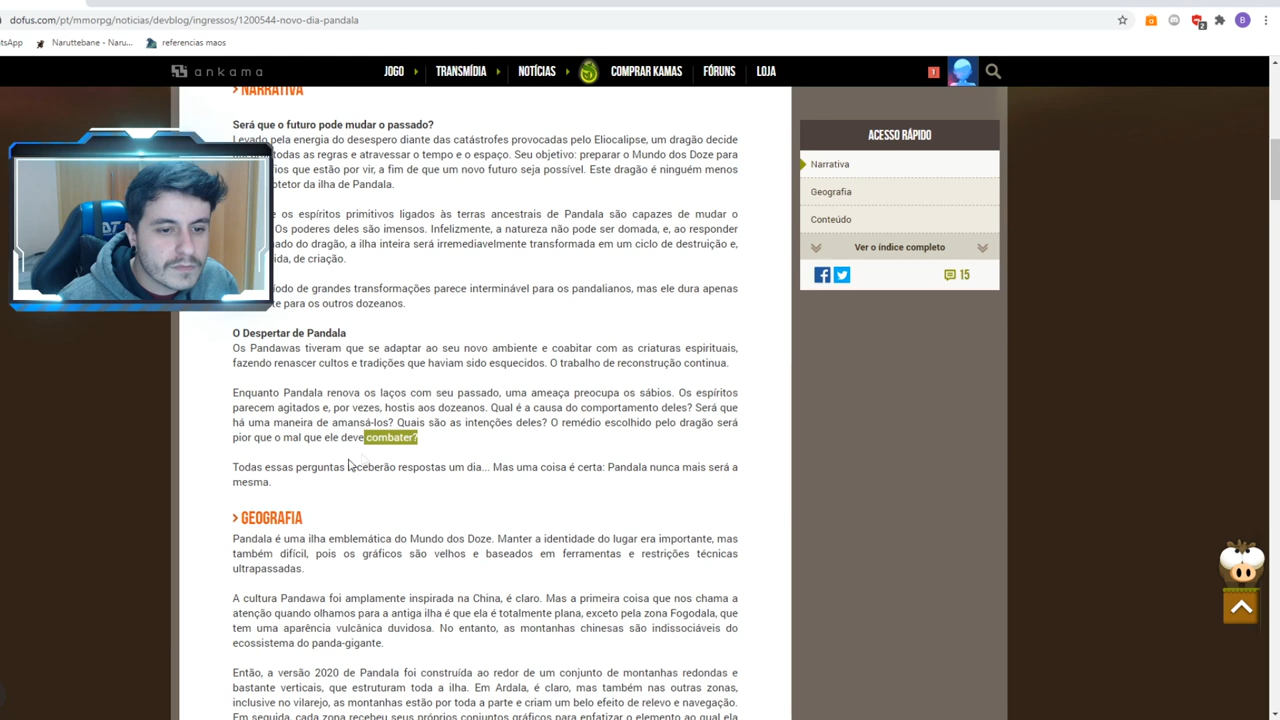 dofus.com/pt/mmorpg/noticias/devblog/ingressos/1200544-novo-dia-pandala
tsApp
Naruttebane - Naru...
referencias maos
2
B
ankama
JOGO
TRANSMÍDIA
NOTÍCIAS
COMPRAR KAMAS
FÓRUNS
LOJA
1
NARRATIVA
Será que o futuro pode mudar o passado?
Levado pela energia do desespero diante das catástrofes provocadas pelo Eliocalipse, um dragão decide
todas as regras e atravessar o tempo e o espaço. Seu objetivo: preparar o Mundo dos Doze para
que estão por vir, a fim de que um novo futuro seja possível. Este dragão é ninguém menos
da ilha de Pandala.
os espíritos primitivos ligados às terras ancestrais de Pandala são capazes de mudar o
Os poderes deles são imensos. Infelizmente, a natureza não pode ser domada, e, ao responder
do dragão, a ilha inteira será irremediavelmente transformada em um ciclo de destruição e,
de criação.
de grandes transformações parece interminável para os pandalianos, mas ele dura apenas
para os outros dozeanos.
O Despertar de Pandala
Os Pandawas tiveram que se adaptar ao seu novo ambiente e coabitar com as criaturas espirituais,
fazendo renascer cultos e tradições que haviam sido esquecidos. O trabalho de reconstrução continua.
Enquanto Pandala renova os laços com seu passado, uma ameaça preocupa os sábios. Os espíritos
parecem agitados e, por vezes, hostis aos dozeanos. Qual é a causa do comportamento deles? Será que
há uma maneira de amansá-los? Quais são as intenções deles? O remédio escolhido pelo dragão será
pior que o mal que ele deve combater?
Todas essas perguntas receberão respostas um dia... Mas uma coisa é certa: Pandala nunca mais será a
mesma.
GEOGRAFIA
Pandala é uma ilha emblemática do Mundo dos Doze. Manter a identidade do lugar era importante, mas
também difícil, pois os gráficos são velhos e baseados em ferramentas e restrições técnicas
ultrapassadas.
A cultura Pandawa foi amplamente inspirada na China, é claro. Mas a primeira coisa que nos chama a
atenção quando olhamos para a antiga ilha é que ela é totalmente plana, exceto pela zona Fogodala, que
tem uma aparência vulcânica duvidosa. No entanto, as montanhas chinesas são indissociáveis do
ecossistema do panda-gigante.
Então, a versão 2020 de Pandala foi construída ao redor de um conjunto de montanhas redondas e
bastante verticais, que estruturam toda a ilha. Em Ardala, é claro, mas também nas outras zonas,
inclusive no vilarejo, as montanhas estão por toda a parte e criam um belo efeito de relevo e navegação.
Em seguida, cada zona recebeu seus próprios conjuntos gráficos para enfatizar o elemento ao qual ela
ACESSO RÁPIDO
Narrativa
Geografia
Conteúdo
Ver o índice completo
15